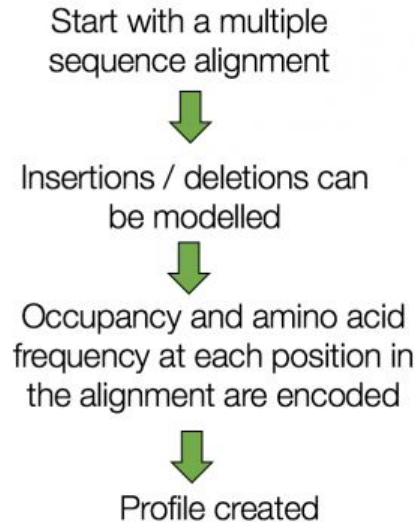 Start with a multiple
sequence alignment
Insertions / deletions can
be modelled
Occupancy and amino acid
frequency at each position in
the alignment are encoded
Profile created